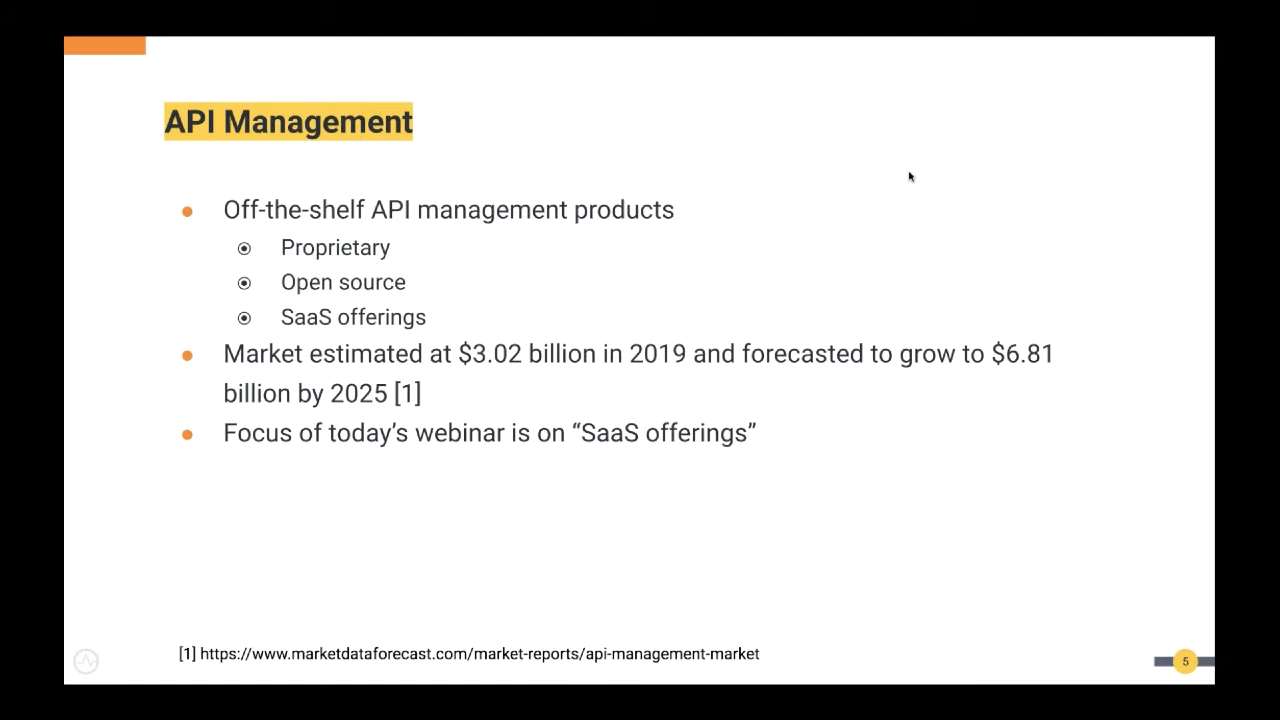 API Management
Off-the-shelf API management products
Proprietary
Open source
SaaS offerings
Market estimated at $3.02 billion in 2019 and forecasted to grow to $6.81
billion by 2025 [1]
Focus of today’s webinar is on “SaaS offerings”
[1] https://www.marketdataforecast.com/market-reports/api-management-market
5